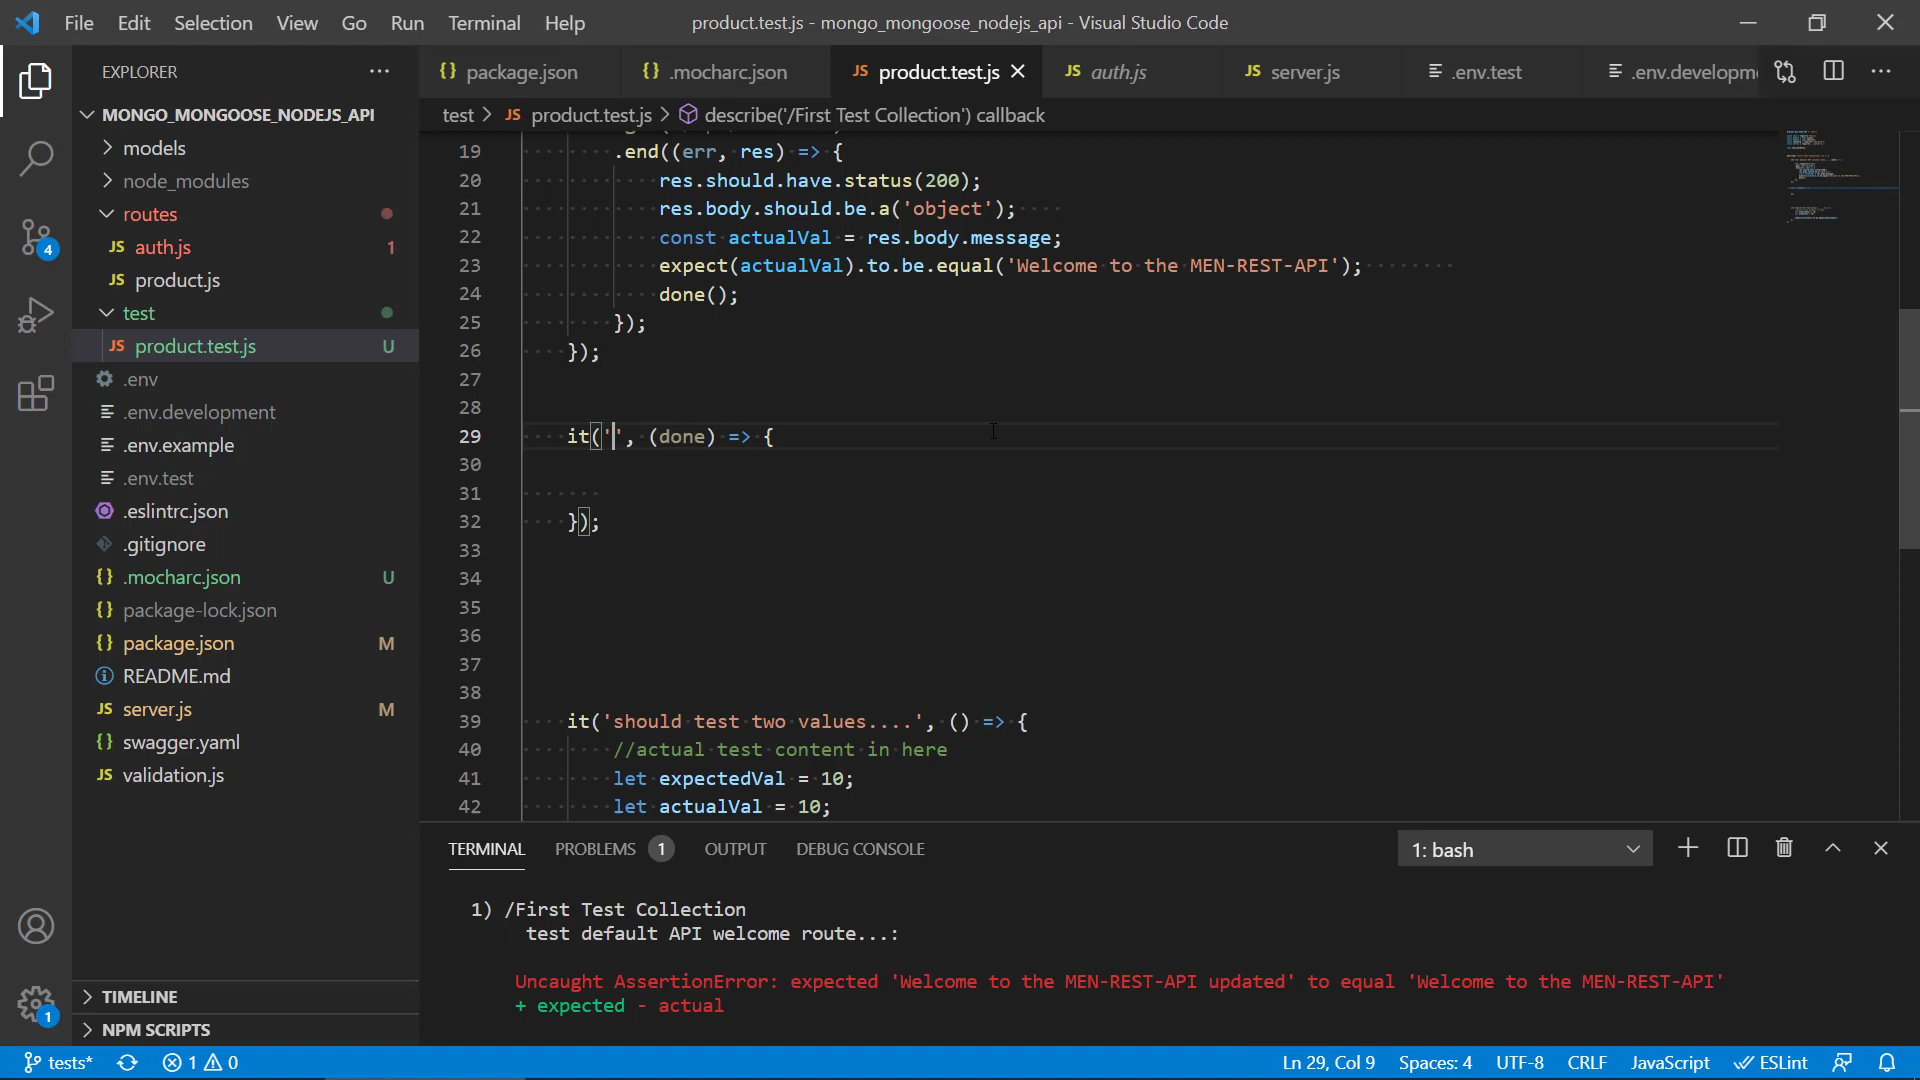 File Edit Selection View Go Run Terminal Help product.test.js - mongo_mongoose_nodejs_api - Visual Studio Code
EXPLORER
package.json .mocharc.json product.test.js auth.js server.js .env.test .env.developm
test > JS product.test.js > describe('/First Test Collection') callback
MONGO_MONGOOSE_NODEJS_API
models
node_modules
routes
JS auth.js 1
JS product.js
test
JS product.test.js U
.env
.env.development
.env.example
.env.test
.eslintrc.json
.gitignore
{} .mocharc.json U
{} package-lock.json
{} package.json M
README.md
JS server.js M
{} swagger.yaml
JS validation.js
TIMELINE
NPM SCRIPTS
19 .end((err, res) => {
20 res.should.have.status(200);
21 res.body.should.be.a('object');
22 const actualVal = res.body.message;
23 expect(actualVal).to.be.equal('Welcome to the MEN-REST-API');
24 done();
25 });
26 });
27
28
29 it('', (done) => {
30
31
32 });
33
34
35
36
37
38
39 it('should test two values....', () => {
40 //actual test content in here
41 let expectedVal = 10;
42 let actualVal = 10;
TERMINAL PROBLEMS 1 OUTPUT DEBUG CONSOLE 1: bash
1) /First Test Collection
test default API welcome route...:
Uncaught AssertionError: expected 'Welcome to the MEN-REST-API updated' to equal 'Welcome to the MEN-REST-API'
+ expected - actual
4
1
tests* 1 0 Ln 29, Col 9 Spaces: 4 UTF-8 CRLF JavaScript ESLint